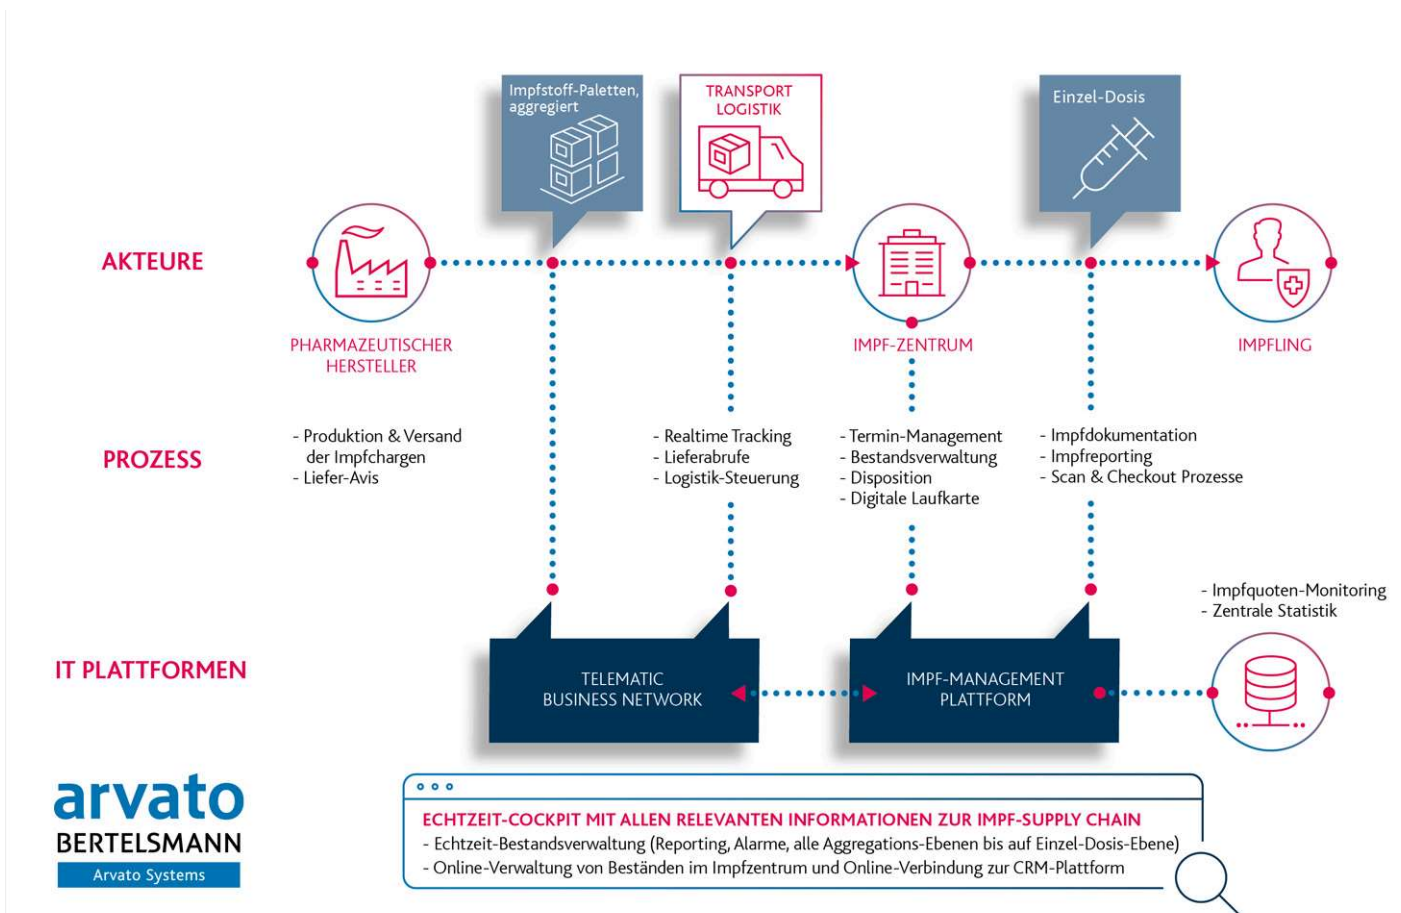 Impfstoff-Paletten,
aggregiert
TRANSPORT
LOGISTIK
Einzel-Dosis
AKTEURE
PHARMAZEUTISCHER
HERSTELLER
IMPF-ZENTRUM
IMPFLING
PROZESS
- Produktion & Versand
der Impfchargen
- Liefer-Avis
- Realtime Tracking
- Lieferabrufe
- Logistik-Steuerung
- Termin-Management
- Bestandsverwaltung
- Disposition
- Digitale Laufkarte
- Impfdokumentation
- Impfreporting
- Scan & Checkout Prozesse
- Impfquoten-Monitoring
- Zentrale Statistik
IT PLATTFORMEN
TELEMATIC
BUSINESS NETWORK
IMPF-MANAGEMENT
PLATTFORM
arvato
BERTELSMANN
Arvato Systems
ECHTZEIT-COCKPIT MIT ALLEN RELEVANTEN INFORMATIONEN ZUR IMPF-SUPPLY CHAIN
- Echtzeit-Bestandsverwaltung (Reporting, Alarme, alle Aggregations-Ebenen bis auf Einzel-Dosis-Ebene)
- Online-Verwaltung von Beständen im Impfzentrum und Online-Verbindung zur CRM-Plattform